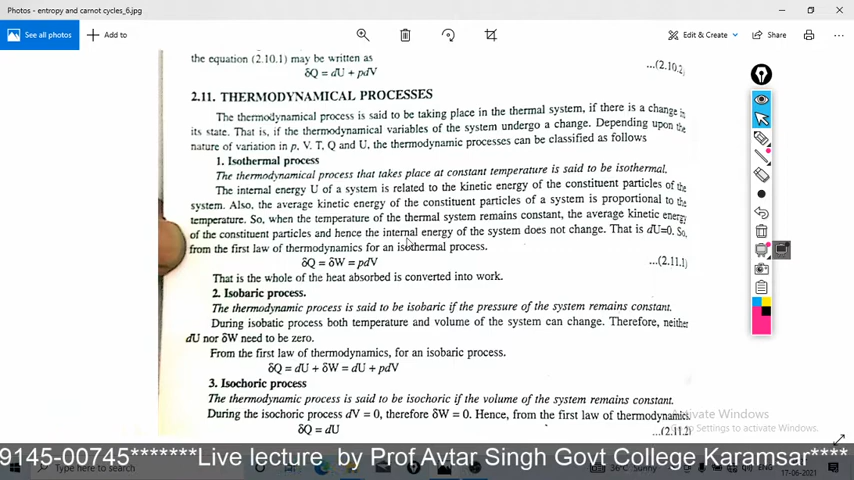 Photos - entropy and carnot cycles_6.jpg
See all photos
Add to
Edit & Create
Share
the equation (2.10.1) may be written as
δQ = dU + pdV ...(2.10.2)
2.11. THERMODYNAMICAL PROCESSES
The thermodynamical process is said to be taking place in the thermal system, if there is a change in
its state. That is, if the thermodynamical variables of the system undergo a change. Depending upon the
nature of variation in p, V, T, Q and U, the thermodynamic processes can be classified as follows
1. Isothermal process
The thermodynamical process that takes place at constant temperature is said to be isothermal.
The internal energy U of a system is related to the kinetic energy of the constituent particles of the
system. Also, the average kinetic energy of the constituent particles of a system is proportional to the
temperature. So, when the temperature of the thermal system remains constant, the average kinetic energy
of the constituent particles and hence the internal energy of the system does not change. That is dU=0. So,
from the first law of thermodynamics for an isothermal process.
δQ = δW = pdV ...(2.11.1)
That is the whole of the heat absorbed is converted into work.
2. Isobaric process.
The thermodynamic process is said to be isobaric if the pressure of the system remains constant.
During isobatic process both temperature and volume of the system can change. Therefore, neither
dU nor δW need to be zero.
From the first law of thermodynamics, for an isobaric process.
δQ = dU + δW = dU + pdV
3. Isochoric process
The thermodynamic process is said to be isochoric if the volume of the system remains constant.
During the isochoric process dV = 0, therefore δW = 0. Hence, from the first law of thermodynamics
δQ = dU ...(2.11.2)
Activate Windows
Go to Settings to activate Windows.
9145-00745*******Live lecture by Prof Avtar Singh Govt College Karamsar****
Type here to search
36°C Sunny
17-06-2021